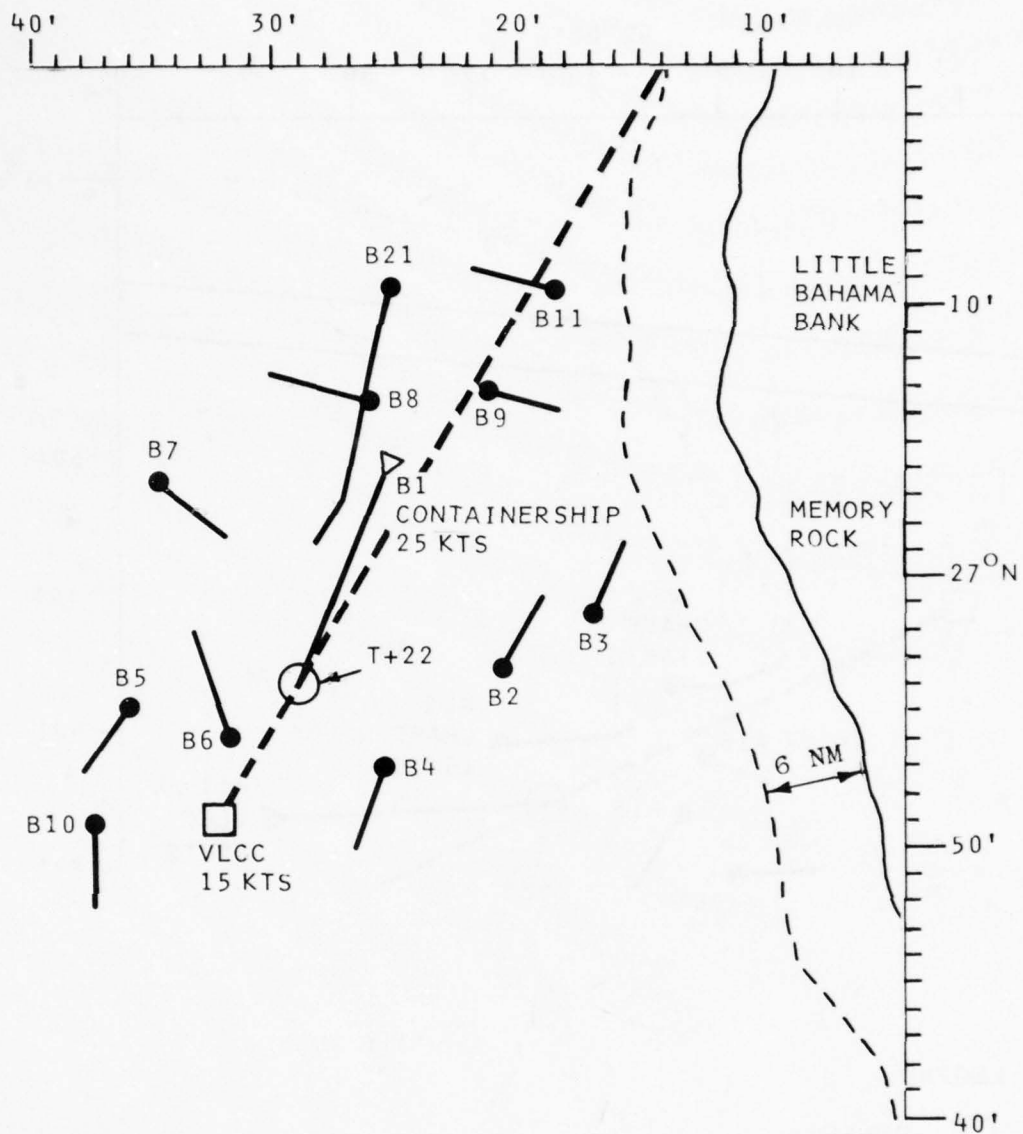 40' 30' 20' 10'
B21
B11
LITTLE
BAHAMA
BANK
10'
B8
B9
B7
B1
CONTAINERSHIP
25 KTS
MEMORY
ROCK
27°N
B3
T+22
B2
B5
B6
B4
6 NM
B10
VLCC
15 KTS
50'
40'